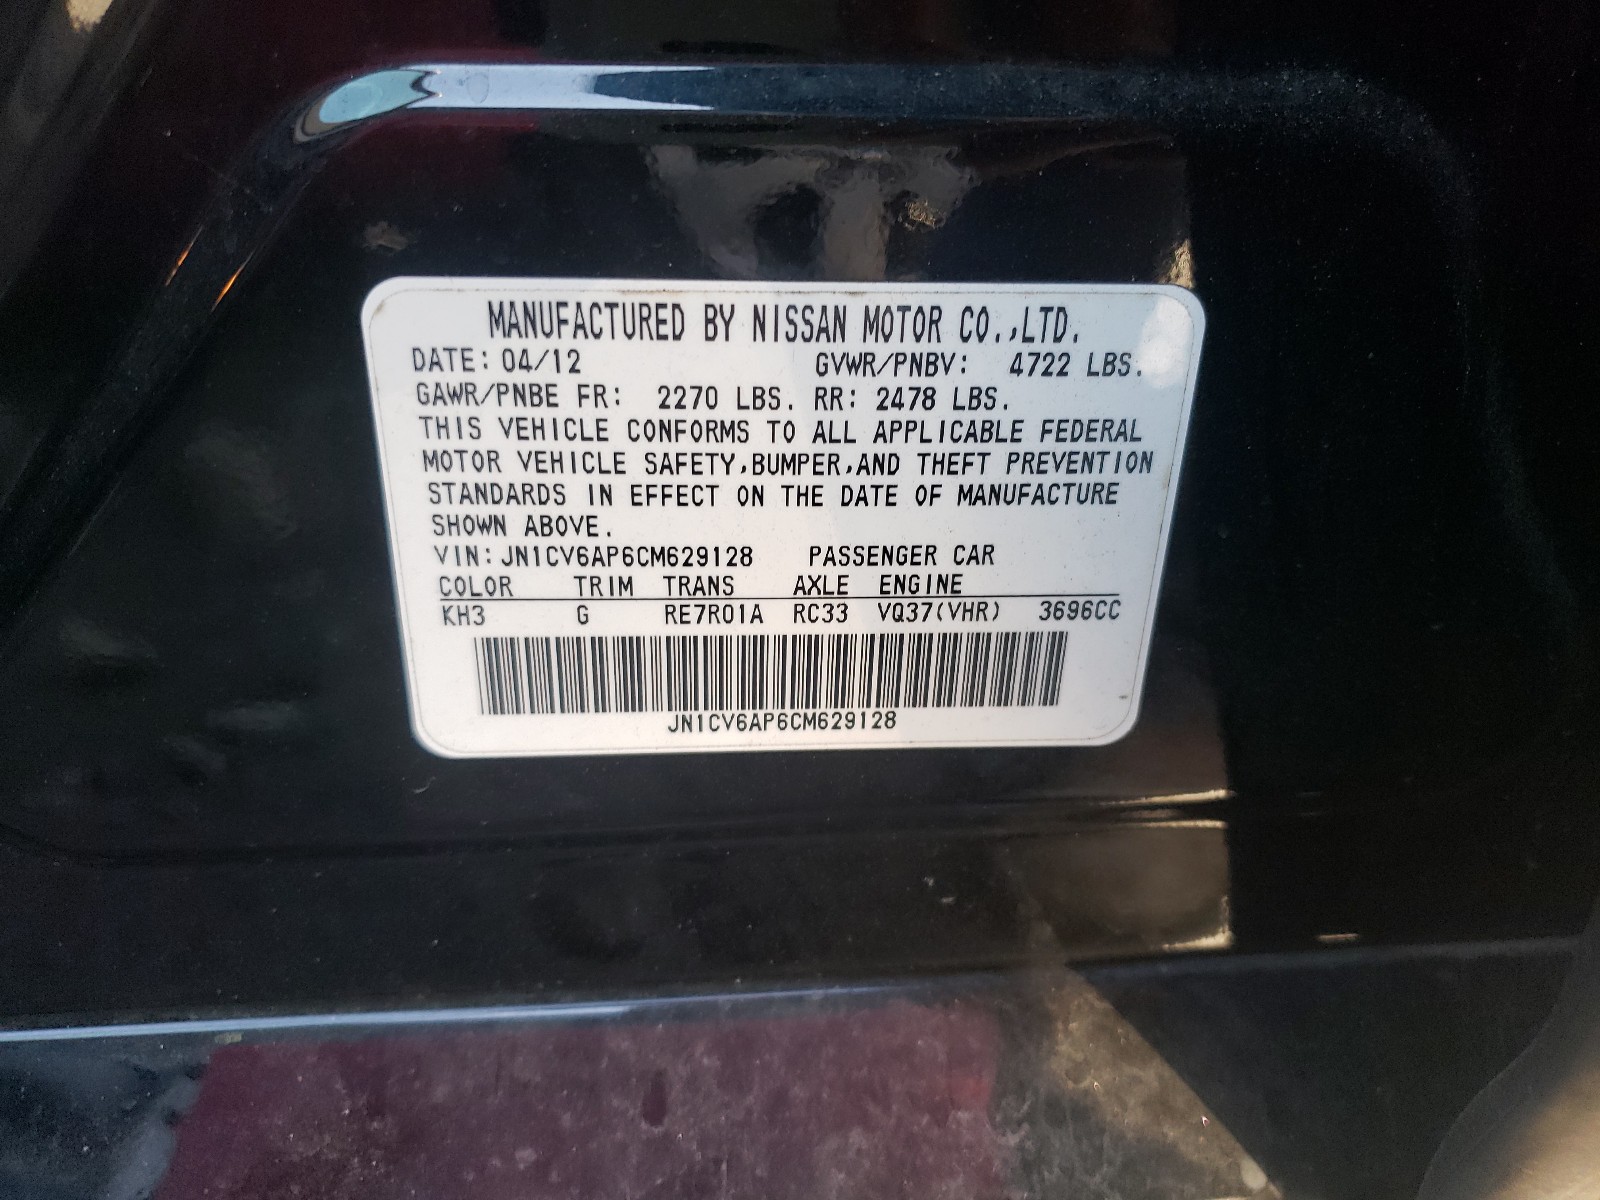 MANUFACTURED BY NISSAN MOTOR CO.,LTD.
DATE: 04/12 GVWR/PNBV: 4722 LBS.
GAWR/PNBE FR: 2270 LBS. RR: 2478 LBS.
THIS VEHICLE CONFORMS TO ALL APPLICABLE FEDERAL
MOTOR VEHICLE SAFETY,BUMPER,AND THEFT PREVENTION
STANDARDS IN EFFECT ON THE DATE OF MANUFACTURE
SHOWN ABOVE.
VIN:JN1CV6AP6CM629128 PASSENGER CAR
COLOR TRIM TRANS AXLE ENGINE
KH3 G RE7R01A RC33 VQ37(VHR) 3696CC
JN1CV6AP6CM629128